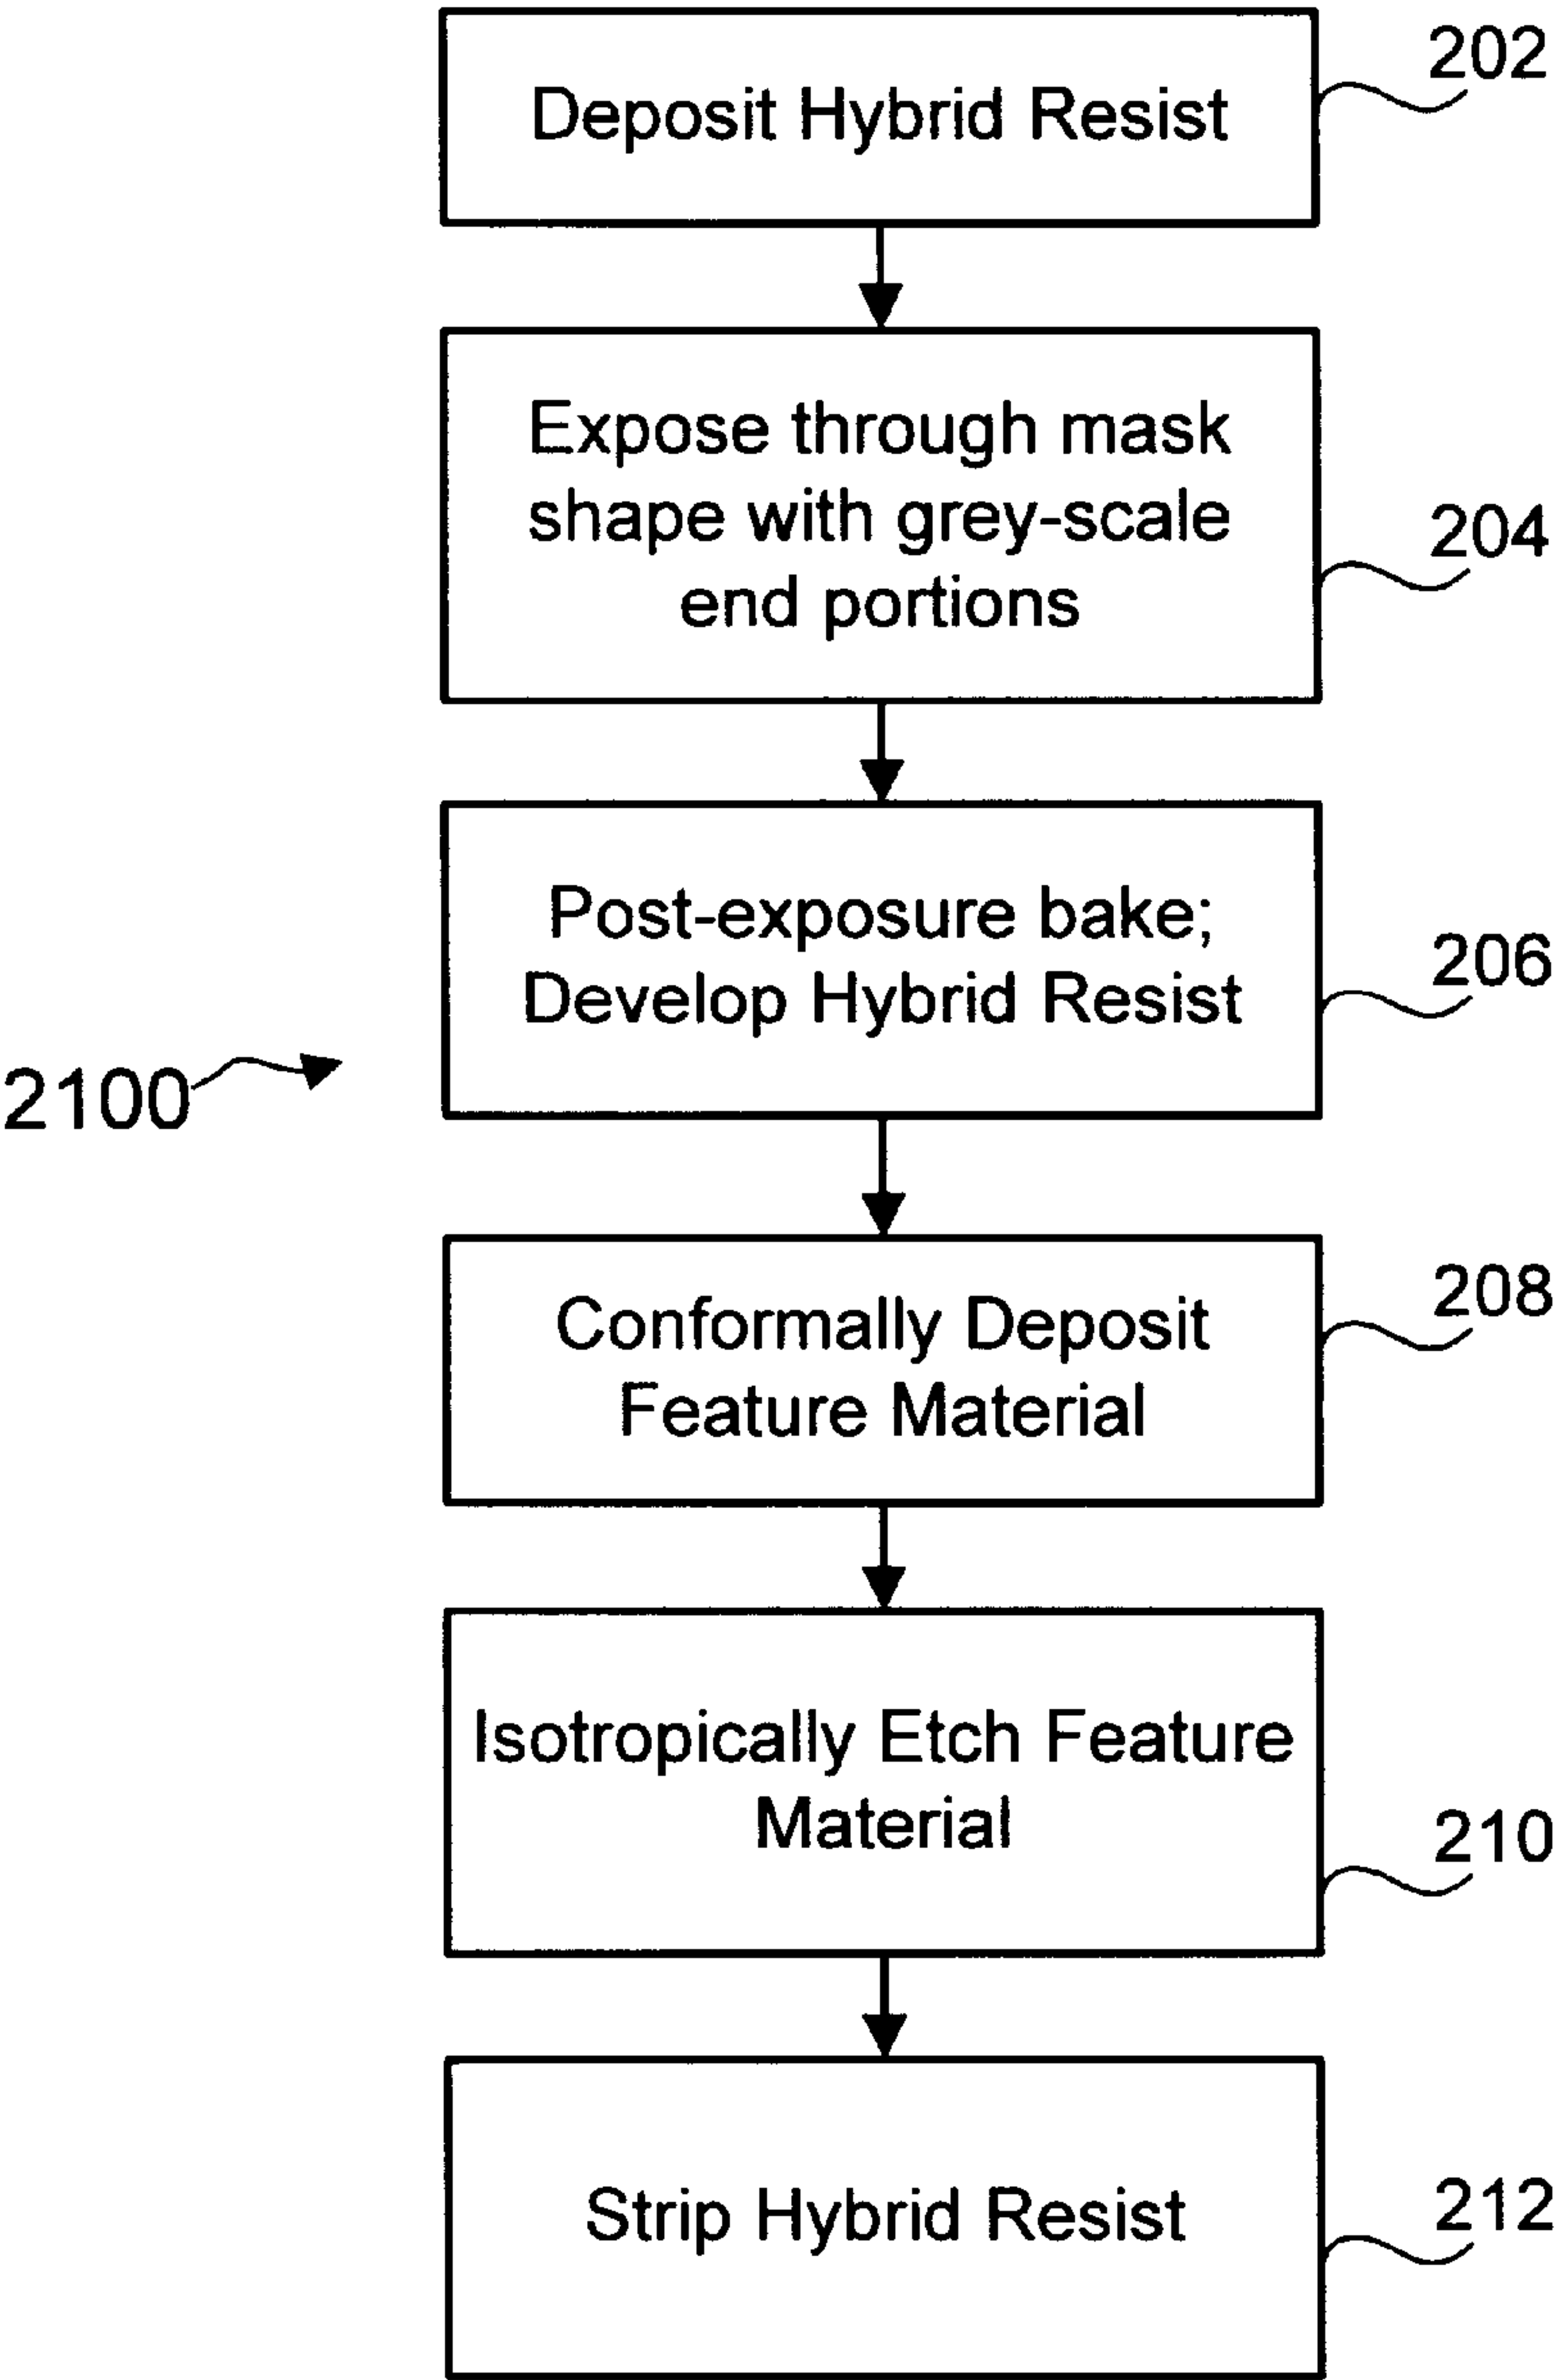 Deposit Hybrid Resist
202
Expose through mask
shape with grey-scale
end portions
204
Post-exposure bake;
Develop Hybrid Resist
206
2100
Conformally Deposit
Feature Material
208
Isotropically Etch Feature
Material
210
Strip Hybrid Resist
212